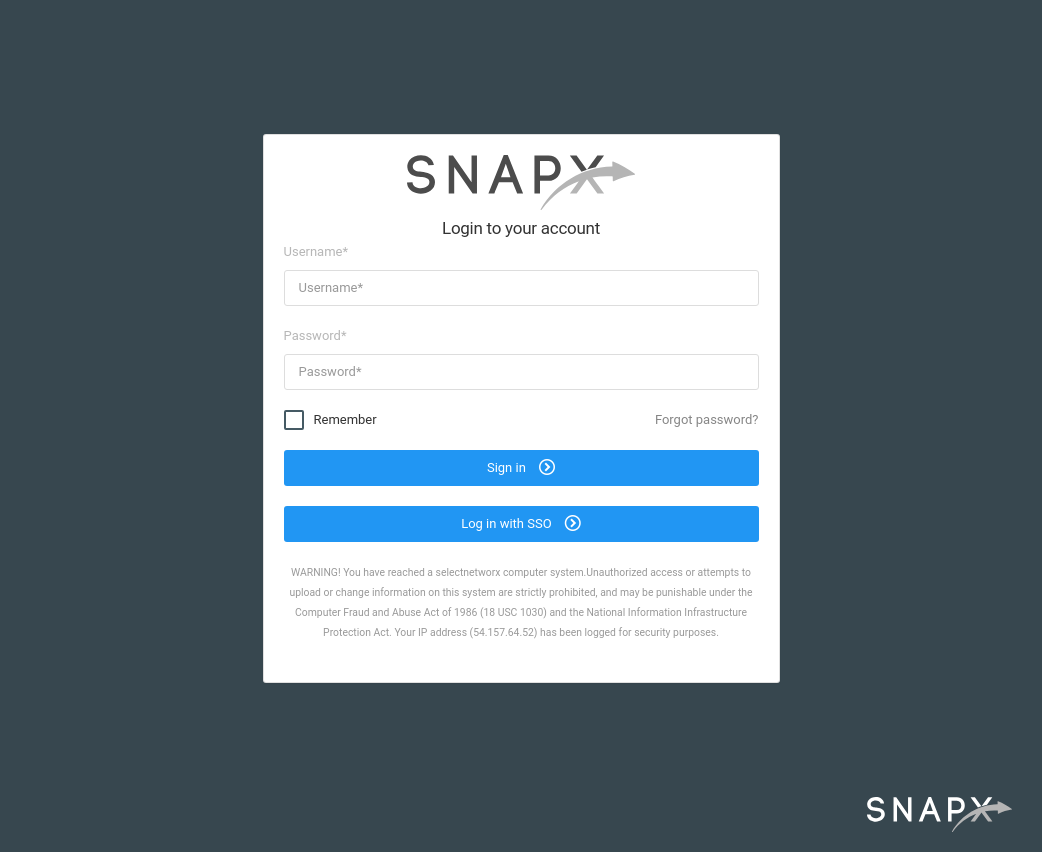 SNAPX
Login to your account
Username*
Username*
Password*
Password*
Remember
Forgot password?
Sign in
Log in with SSO
WARNING! You have reached a selectnetworx computer system.Unauthorized access or attempts to
upload or change information on this system are strictly prohibited, and may be punishable under the
Computer Fraud and Abuse Act of 1986 (18 USC 1030) and the National Information Infrastructure
Protection Act. Your IP address (54.157.64.52) has been logged for security purposes.
SNAPX